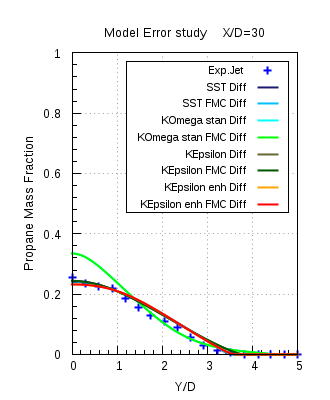 Model Error study X/D=30
1
Exp.Jet
SST Diff
SST FMC Diff
0.8
KOmega stan Diff
KOmega stan FMC Diff
KEpsilon Diff
0.6
KEpsilon FMC Diff
KEpsilon enh Diff
KEpsilon enh FMC Diff
Propane Mass Fraction
0.4
0.2
0
0 1 2 3 4 5
Y/D